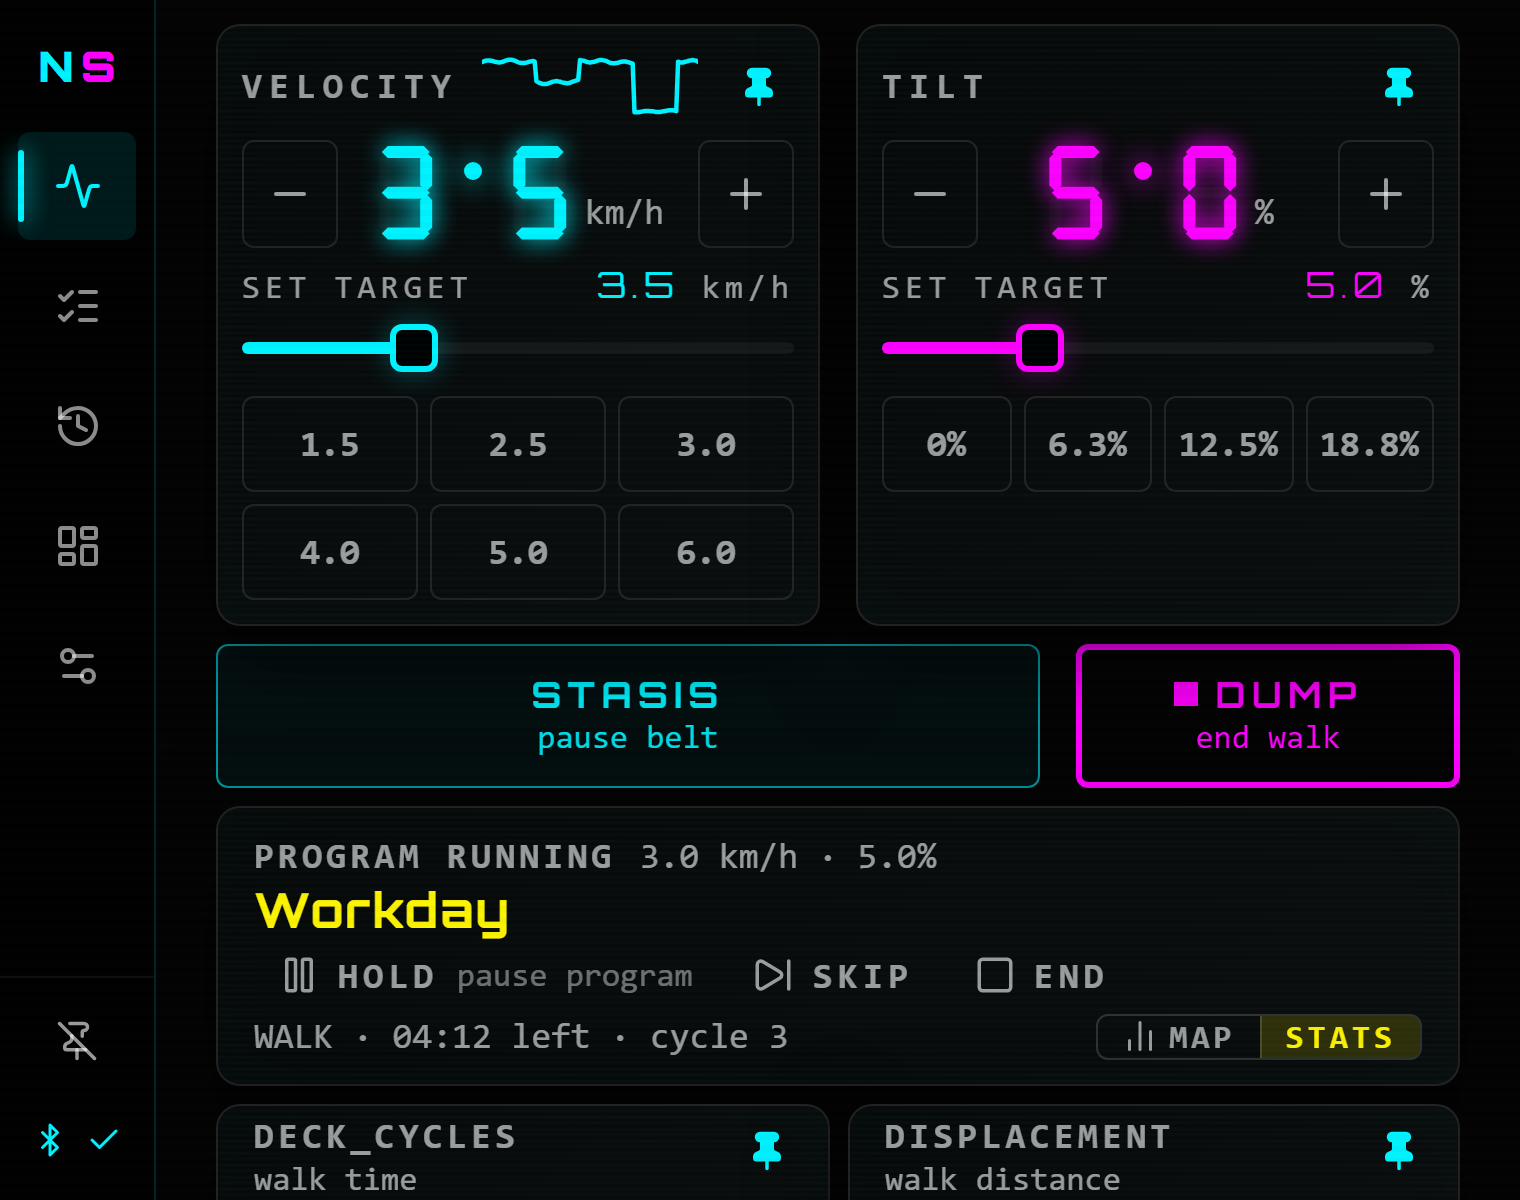 NS
VELOCITY
3.5 km/h
SET TARGET 3.5 km/h
1.5 2.5 3.0
4.0 5.0 6.0
TILT
5.0 %
SET TARGET 5.0 %
0% 6.3% 12.5% 18.8%
STASIS
pause belt
DUMP
end walk
PROGRAM RUNNING 3.0 km/h · 5.0%
Workday
HOLD pause program SKIP END
WALK · 04:12 left · cycle 3
MAP STATS
DECK_CYCLES
walk time
DISPLACEMENT
walk distance